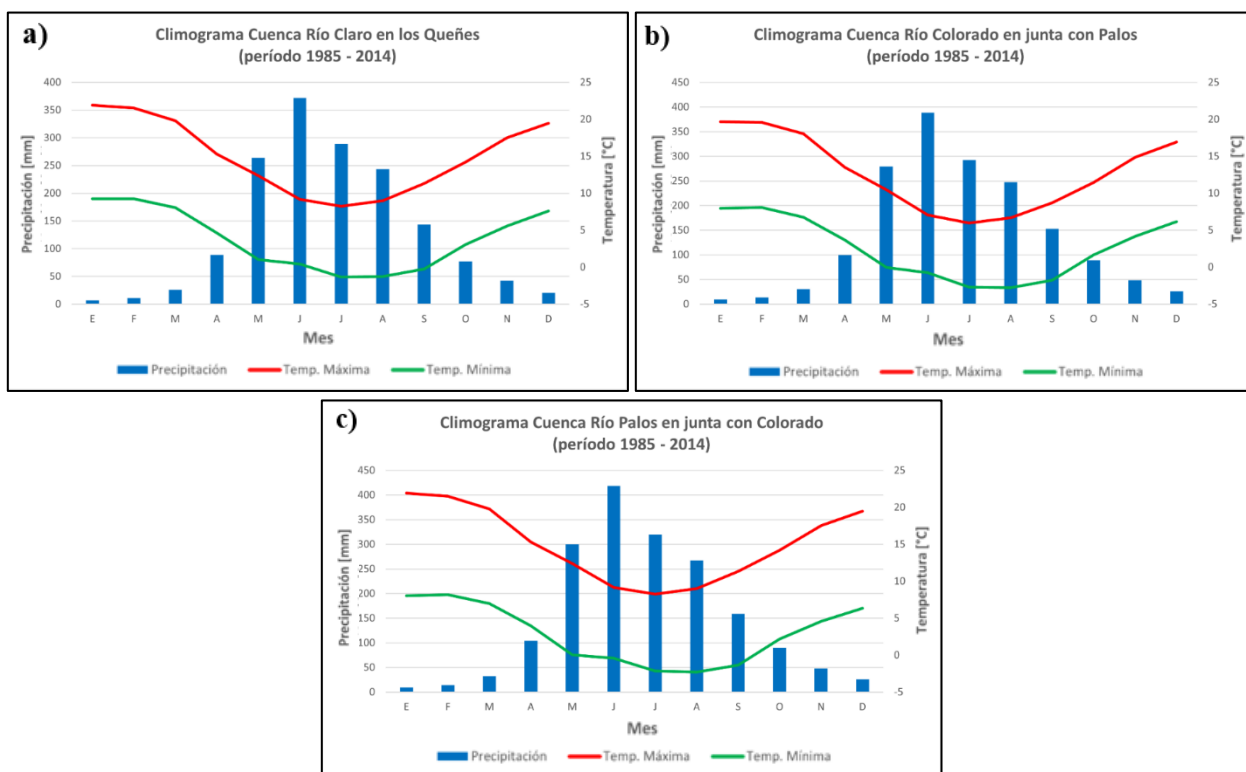 a)
Climograma Cuenca Río Claro en los Queñes
(período 1985 - 2014)
Precipitación [mm]
400
350
300
250
200
150
100
50
0
25
20
15
10
5
0
-5
Temperatura [°C]
E F M A M J J A S O N D
Mes
Precipitación Temp. Máxima Temp. Mínima
b)
Climograma Cuenca Río Colorado en junta con Palos
(período 1985 - 2014)
Precipitación [mm]
450
400
350
300
250
200
150
100
50
0
25
20
15
10
5
0
-5
Temperatura [°C]
E F M A M J J A S O N D
Mes
Precipitación Temp. Máxima Temp. Mínima
c)
Climograma Cuenca Río Palos en junta con Colorado
(período 1985 - 2014)
Precipitación [mm]
450
400
350
300
250
200
150
100
50
0
25
20
15
10
5
0
-5
Temperatura [°C]
E F M A M J J A S O N D
Mes
Precipitación Temp. Máxima Temp. Mínima